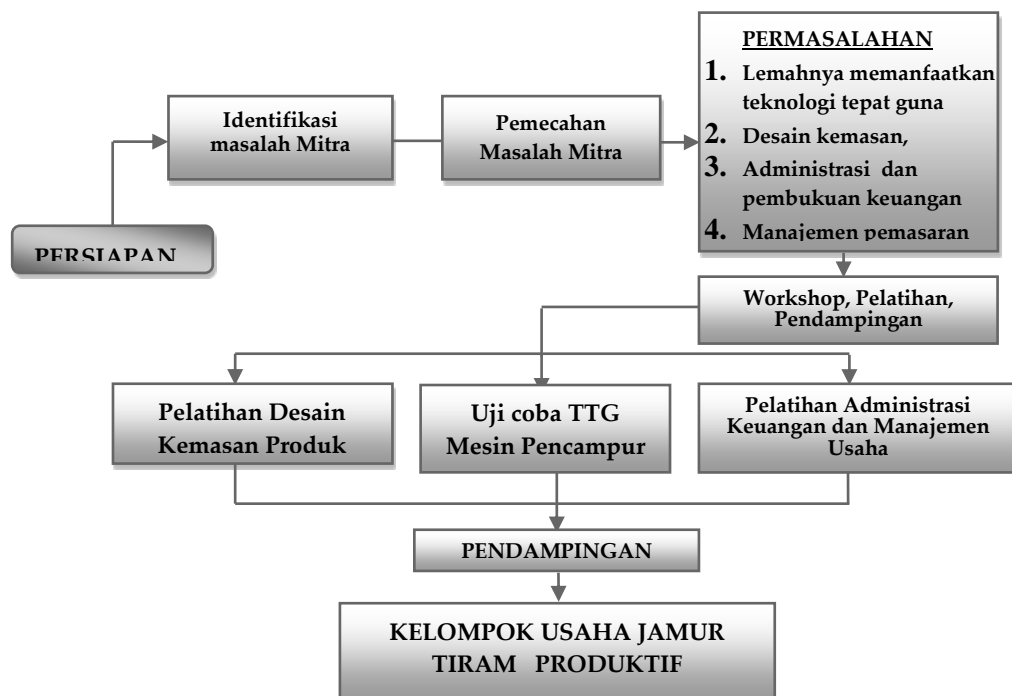 PERSIAPAN
Identifikasi
masalah Mitra
Pemecahan
Masalah Mitra
PERMASALAHAN
1. Lemahnya memanfaatkan
teknologi tepat guna
2. Desain kemasan,
3. Administrasi dan
pembukuan keuangan
4. Manajemen pemasaran
Workshop, Pelatihan,
Pendampingan
Pelatihan Desain
Kemasan Produk
Uji coba TTG
Mesin Pencampur
Pelatihan Administrasi
Keuangan dan Manajemen
Usaha
PENDAMPINGAN
KELOMPOK USAHA JAMUR
TIRAM PRODUKTIF